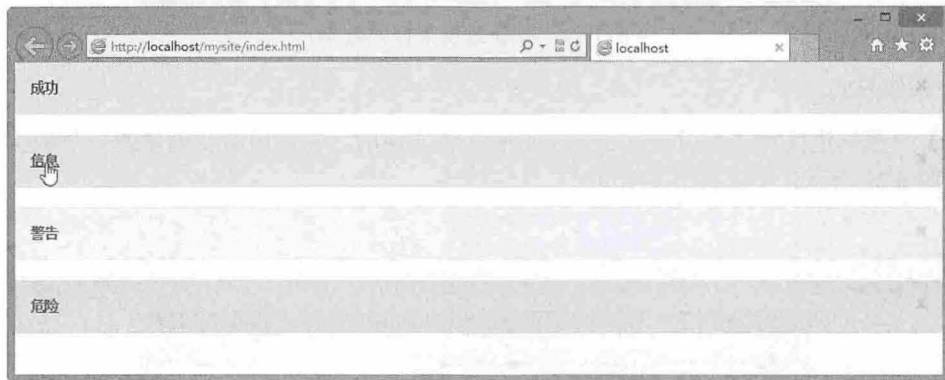 http://localhost/mysite/index.html
localhost
成功
信息
警告
危险